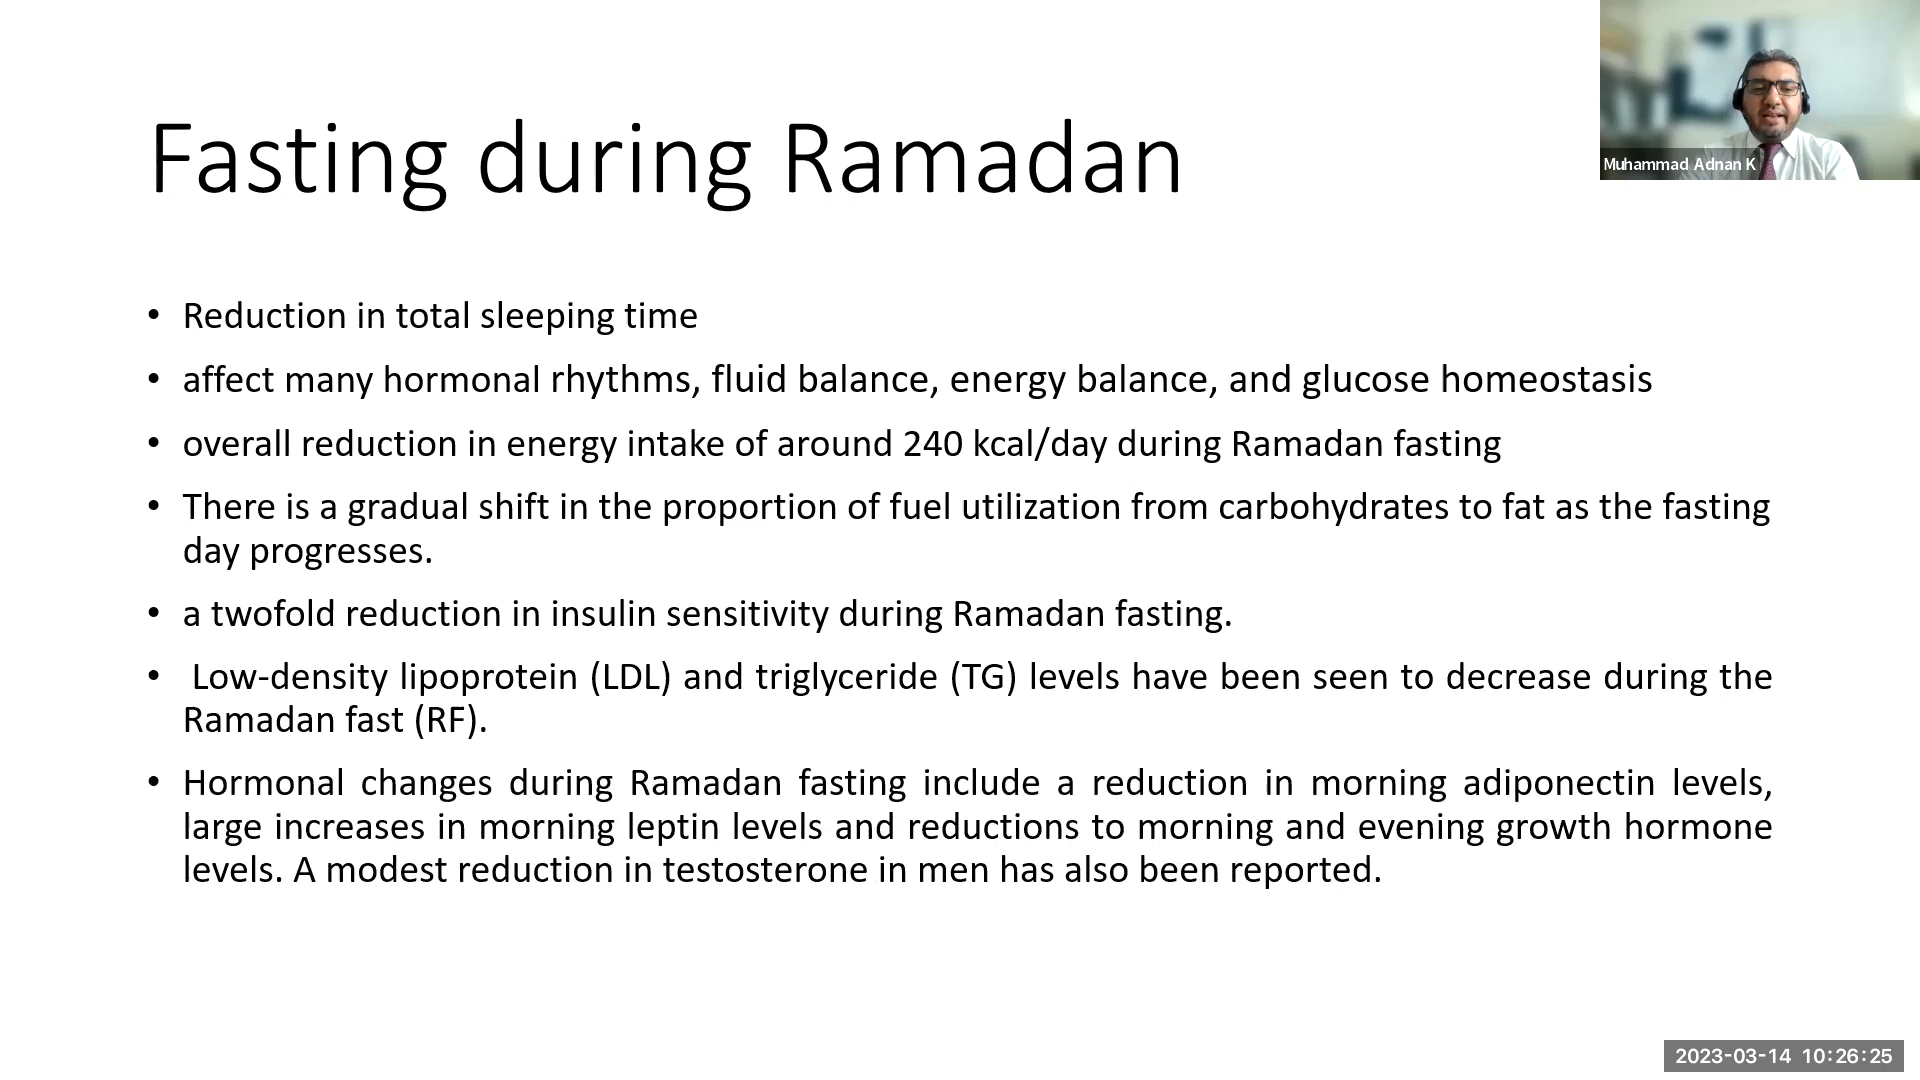 Fasting during Ramadan
Muhammad Adnan K
• Reduction in total sleeping time
• affect many hormonal rhythms, fluid balance, energy balance, and glucose homeostasis
• overall reduction in energy intake of around 240 kcal/day during Ramadan fasting
• There is a gradual shift in the proportion of fuel utilization from carbohydrates to fat as the fasting
day progresses.
• a twofold reduction in insulin sensitivity during Ramadan fasting.
• Low-density lipoprotein (LDL) and triglyceride (TG) levels have been seen to decrease during the
Ramadan fast (RF).
• Hormonal changes during Ramadan fasting include a reduction in morning adiponectin levels,
large increases in morning leptin levels and reductions to morning and evening growth hormone
levels. A modest reduction in testosterone in men has also been reported.
2023-03-14 10:26:25